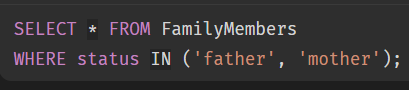 SELECT * FROM FamilyMembers
WHERE status IN ('father', 'mother');